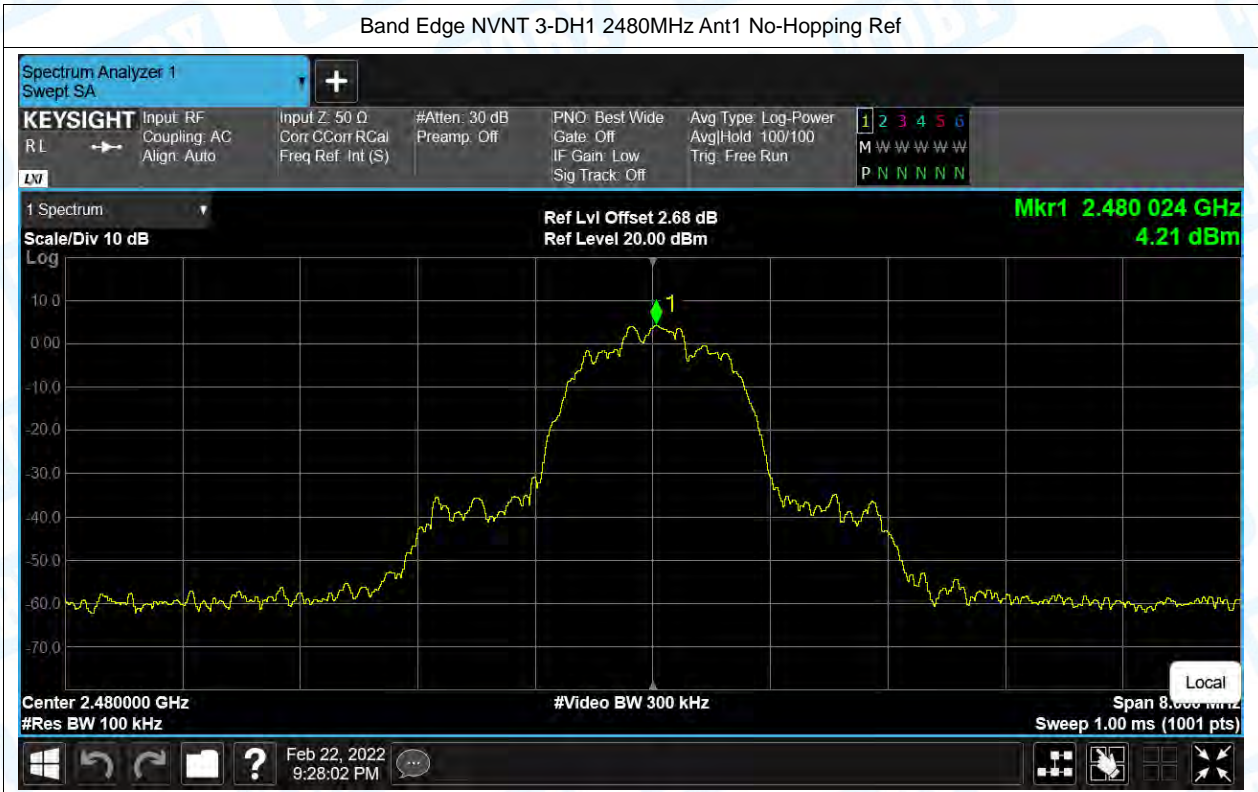 Band Edge NVNT 3-DH1 2480MHz Ant1 No-Hopping Ref
Spectrum Analyzer 1
Swept SA
+
KEYSIGHT Input: RF Input Z: 50 Ω #Atten: 30 dB PNO: Best Wide Avg Type: Log-Power 1 2 3 4 5 6
RL Coupling: AC Corr CCorr RCal Preamp: Off Gate: Off Avg|Hold: 100/100 M W W W W W
Align: Auto Freq Ref: Int (S) IF Gain: Low Trig: Free Run
LXI Sig Track: Off P N N N N N
1 Spectrum Ref Lvl Offset 2.68 dB Mkr1 2.480 024 GHz
Scale/Div 10 dB Ref Level 20.00 dBm 4.21 dBm
Log
10.0
1
0.00
-10.0
-20.0
-30.0
-40.0
-50.0
-60.0
-70.0
Local
Center 2.480000 GHz #Video BW 300 kHz Span 8.000 MHz
#Res BW 100 kHz Sweep 1.00 ms (1001 pts)
? Feb 22, 2022
9:28:02 PM